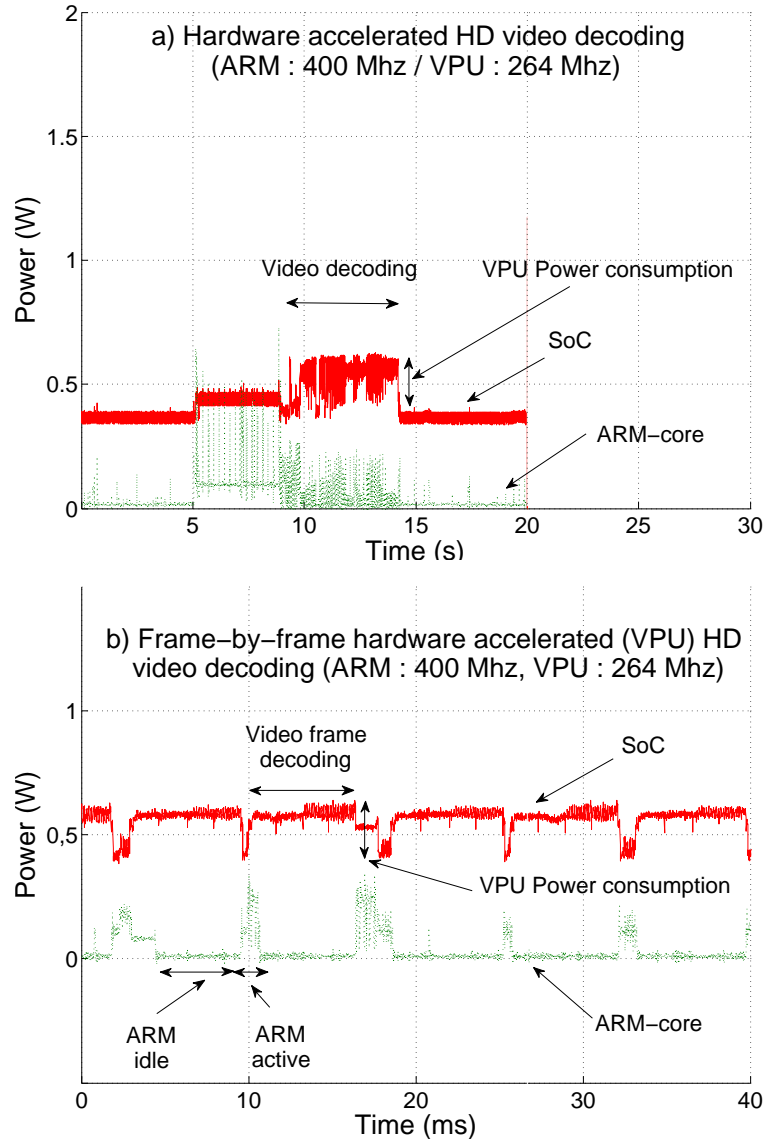 2
a) Hardware accelerated HD video decoding
(ARM : 400 Mhz / VPU : 264 Mhz)
1.5
Power (W)
1
Video decoding
VPU Power consumption
SoC
0.5
ARM−core
0
5
10
15
20
25
30
Time (s)
b) Frame−by−frame hardware accelerated (VPU) HD
video decoding (ARM : 400 Mhz, VPU : 264 Mhz)
1
Video frame
decoding
SoC
Power (W)
0,5
VPU Power consumption
0
ARM
idle
ARM
active
ARM−core
0
10
20
30
40
Time (ms)